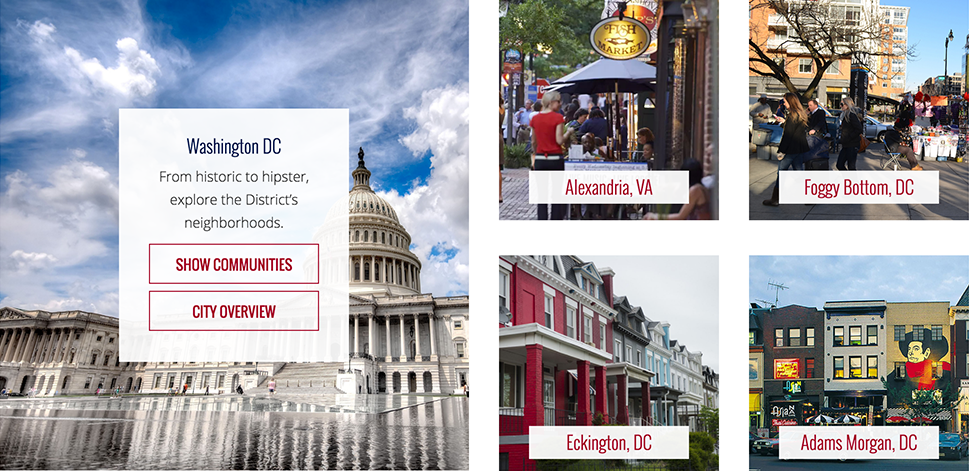 Washington DC
From historic to hipster,
explore the District's
neighborhoods.
SHOW COMMUNITIES
CITY OVERVIEW
FISH
MARKET
Alexandria, VA
Foggy Bottom, DC
Eckington, DC
Adams Morgan, DC